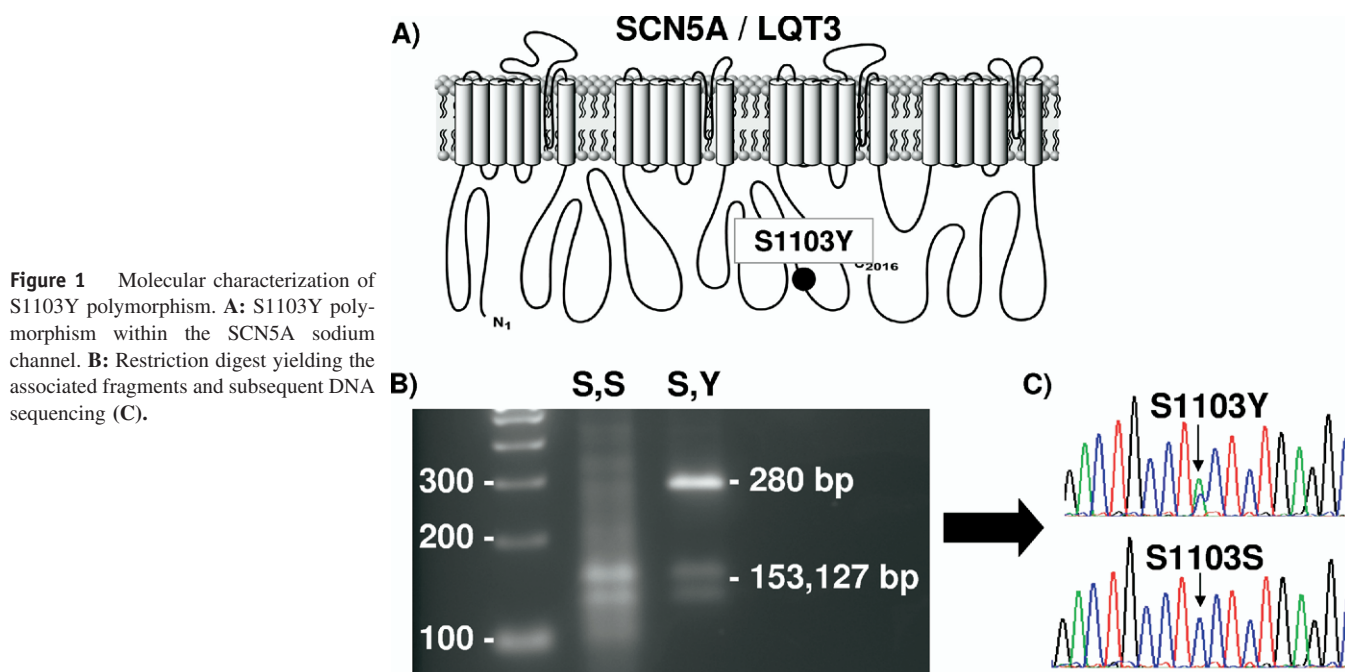 Figure 1 Molecular characterization of
S1103Y polymorphism. A: S1103Y poly-
morphism within the SCN5A sodium
channel. B: Restriction digest yielding the
associated fragments and subsequent DNA
sequencing (C).
A)
SCN5A / LQT3
S1103Y
C2016
N1
B)
S,S S,Y
300 -
- 280 bp
200 -
- 153,127 bp
100 -
C)
S1103Y
S1103S